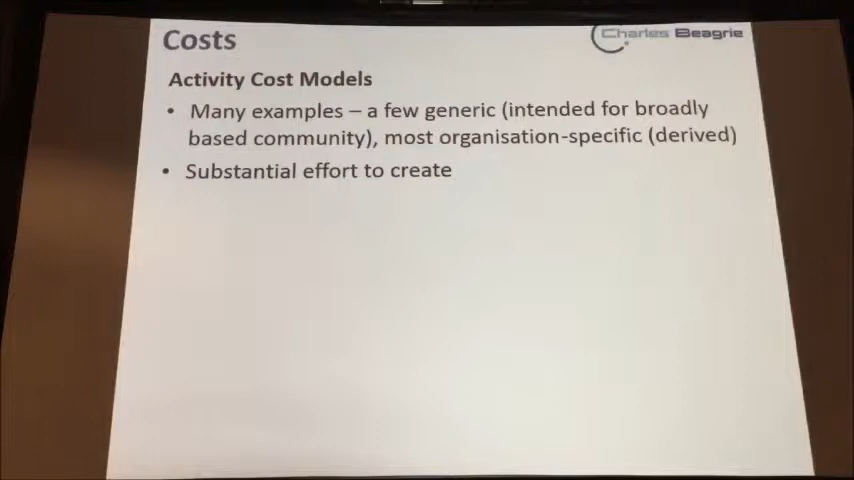 Costs
Charles Beagrie
Activity Cost Models
• Many examples – a few generic (intended for broadly
based community), most organisation-specific (derived)
• Substantial effort to create